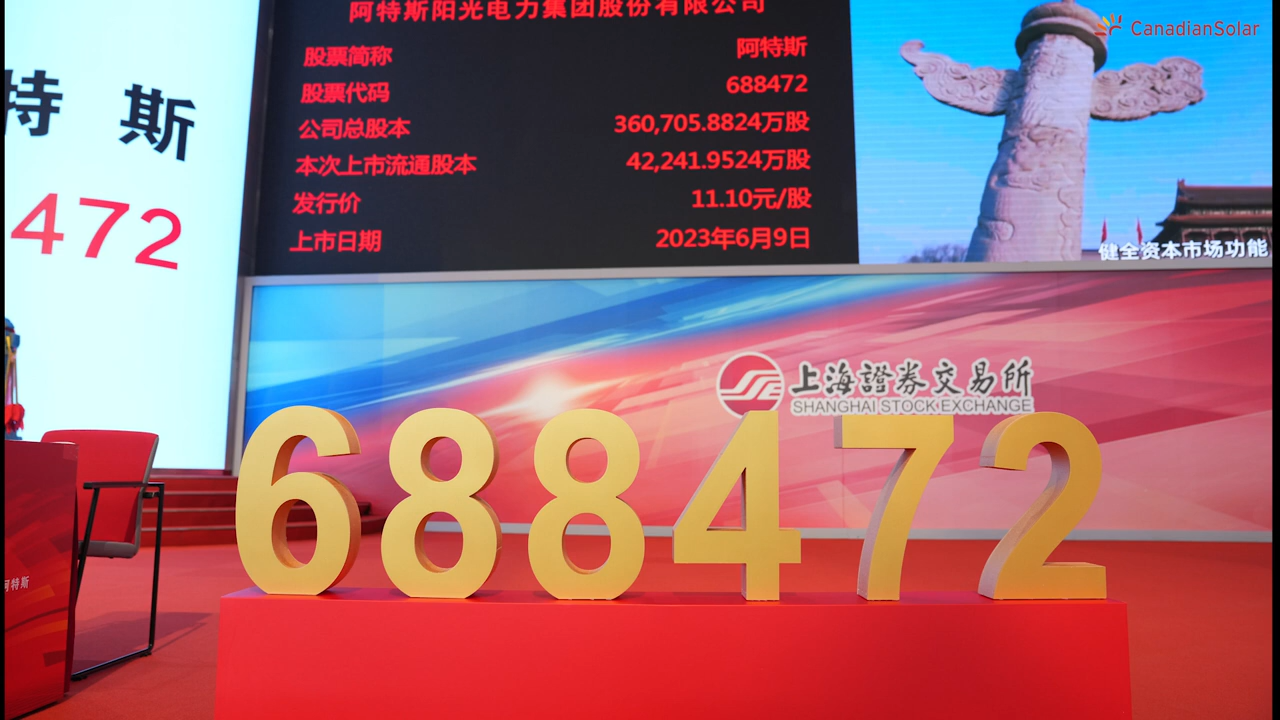 特 斯
472
阿特斯阳光电力集团股份有限公司
股票简称 阿特斯
股票代码 688472
公司总股本 360,705.8824万股
本次上市流通股本 42,241.9524万股
发行价 11.10元/股
上市日期 2023年6月9日
CanadianSolar
健全资本市场功能
上海證券交易所
SHANGHAI STOCK EXCHANGE
688472
阿特斯